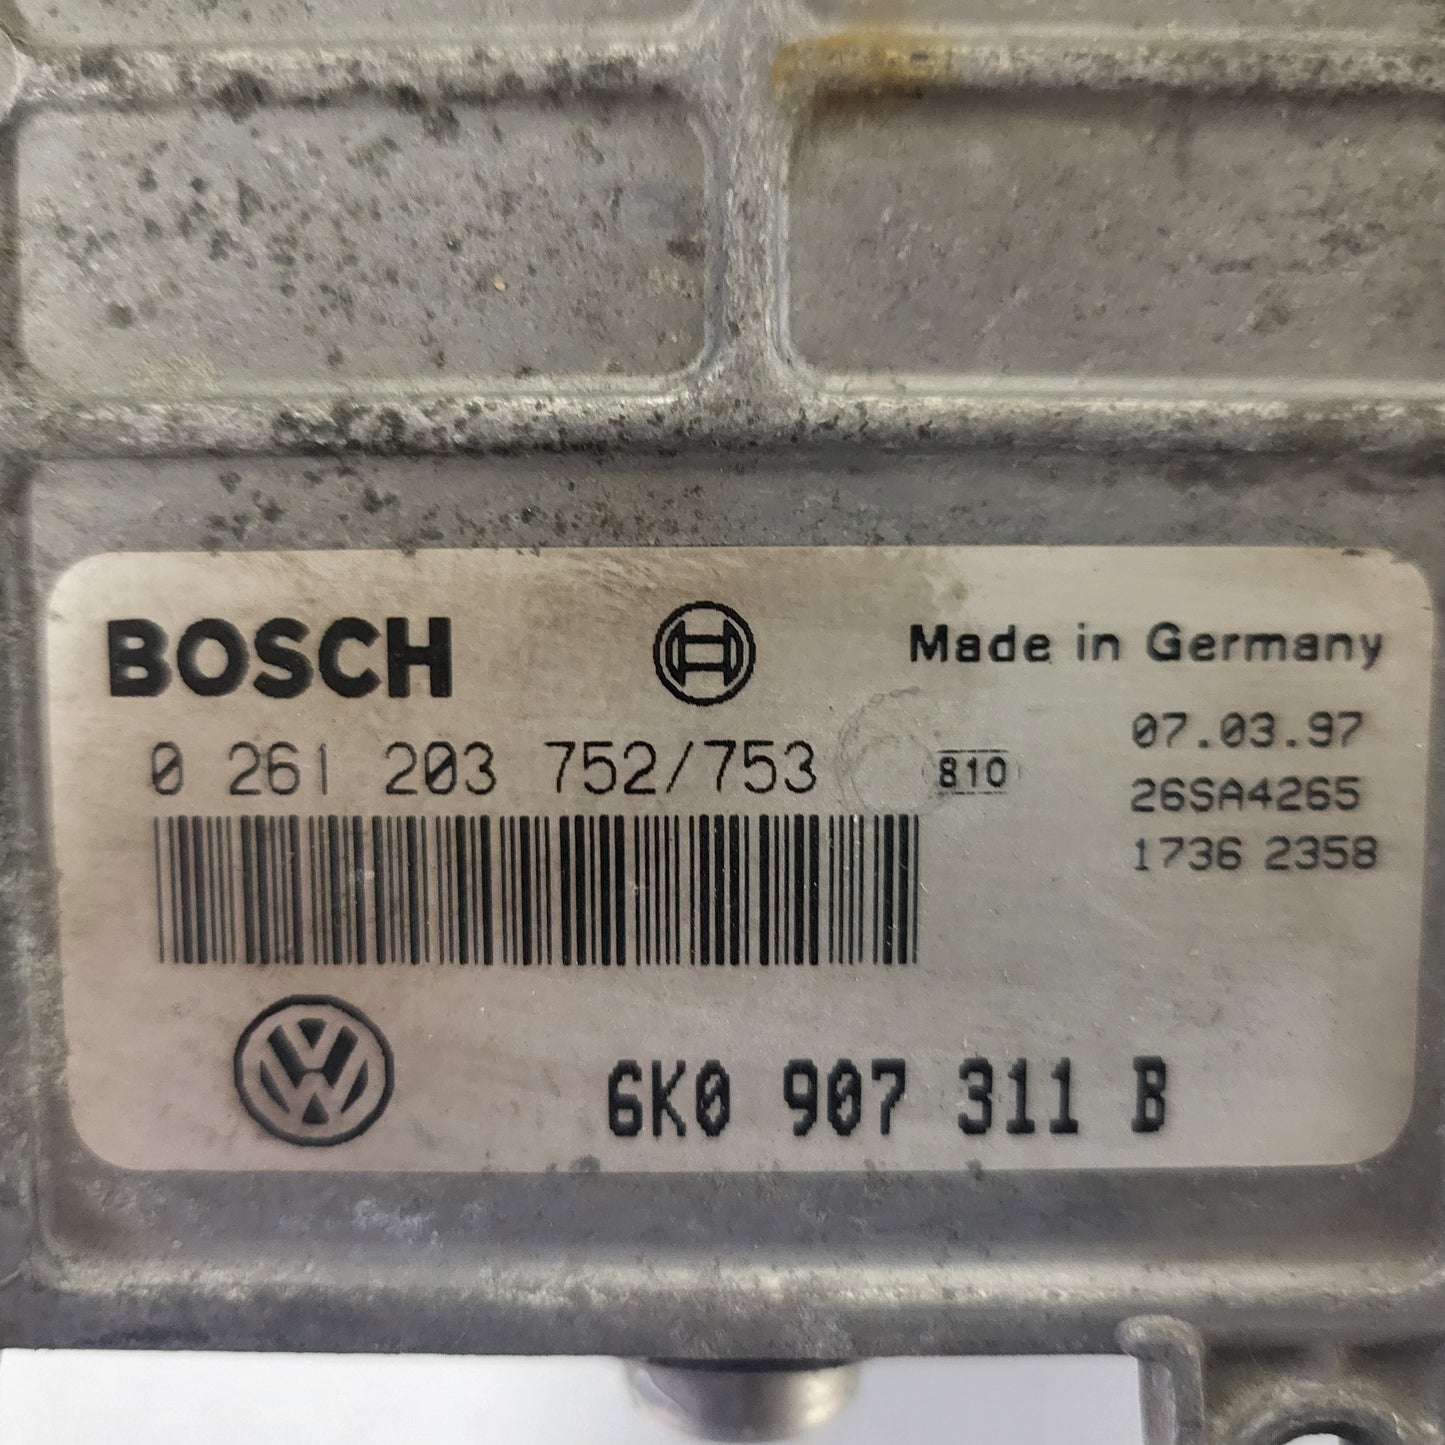 BOSCH
Made in Germany
0 261 203 752/753
810
07.03.97
26SA4265
1736 2358
6K0 907 311 B